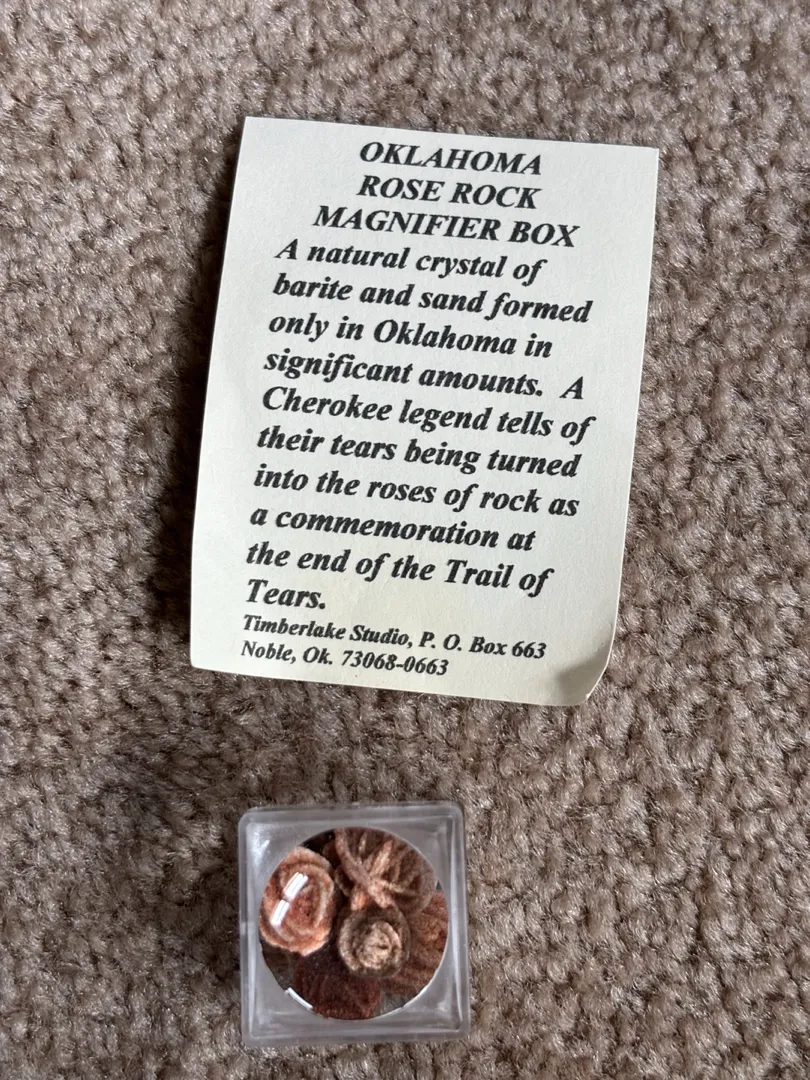 OKLAHOMA
ROSE ROCK
MAGNIFIER BOX
A natural crystal of
barite and sand formed
only in Oklahoma in
significant amounts. A
Cherokee legend tells of
their tears being turned
into the roses of rock as
a commemoration at
the end of the Trail of
Tears.
Timberlake Studio, P. O. Box 663
Noble, Ok. 73068-0663